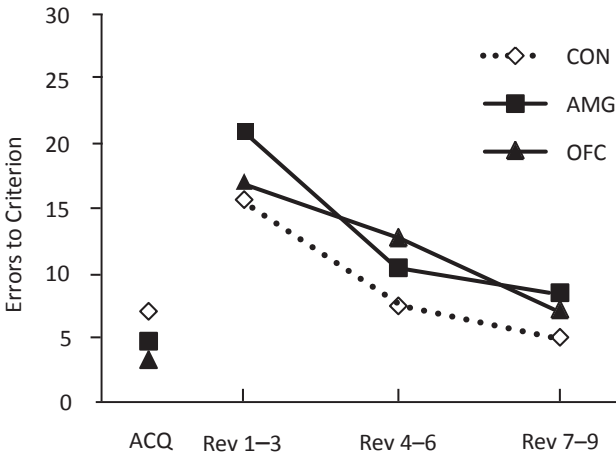 30
25
20
15
10
5
0
Errors to Criterion
CON
AMG
OFC
ACQ Rev 1–3 Rev 4–6 Rev 7–9